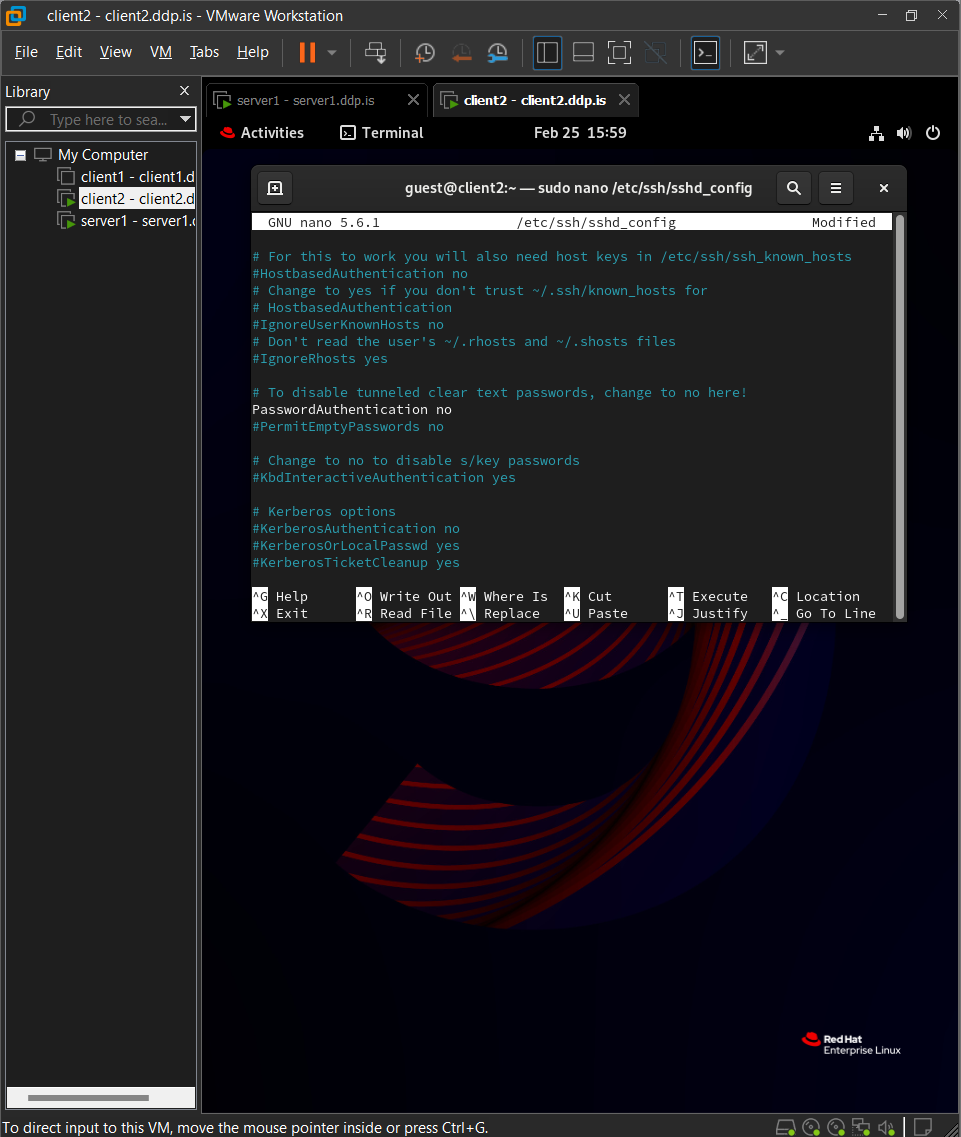 client2 - client2.ddp.is - VMware Workstation
File Edit View VM Tabs Help
Library
Type here to sea...
My Computer
client1 - client1.d
client2 - client2.d
server1 - server1.
server1 - server1.ddp.is
client2 - client2.ddp.is
Activities Terminal Feb 25 15:59
guest@client2:~ — sudo nano /etc/ssh/sshd_config
GNU nano 5.6.1 /etc/ssh/sshd_config Modified
# For this to work you will also need host keys in /etc/ssh/ssh_known_hosts
#HostbasedAuthentication no
# Change to yes if you don't trust ~/.ssh/known_hosts for
# HostbasedAuthentication
#IgnoreUserKnownHosts no
# Don't read the user's ~/.rhosts and ~/.shosts files
#IgnoreRhosts yes
# To disable tunneled clear text passwords, change to no here!
PasswordAuthentication no
#PermitEmptyPasswords no
# Change to no to disable s/key passwords
#KbdInteractiveAuthentication yes
# Kerberos options
#KerberosAuthentication no
#KerberosOrLocalPasswd yes
#KerberosTicketCleanup yes
^G Help ^O Write Out ^W Where Is ^K Cut ^T Execute ^C Location
^X Exit ^R Read File ^\ Replace ^U Paste ^J Justify ^_ Go To Line
Red Hat
Enterprise Linux
To direct input to this VM, move the mouse pointer inside or press Ctrl+G.